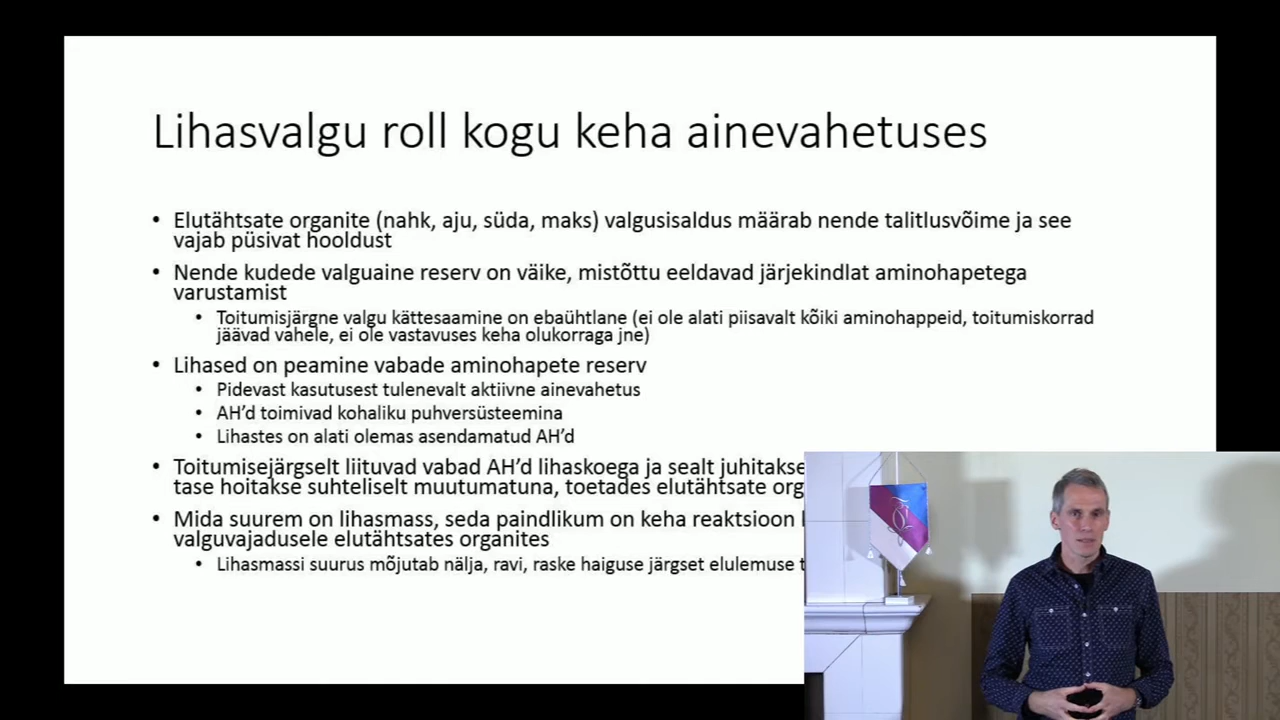 Lihasvalgu roll kogu keha ainevahetuses
• Elutähtsate organite (nahk, aju, süda, maks) valgusisaldus määrab nende talitlusvõime ja see
vajab püsivat hooldust
• Nende kudede valguaine reserv on väike, mistõttu eeldavad järjekindlat aminohapetega
varustamist
• Toitumisjärgne valgu kättesaamine on ebaühtlane (ei ole alati piisavalt kõiki aminohappeid, toitumiskorrad
jäävad vahele, ei ole vastavuses keha olukorraga jne)
• Lihased on peamine vabade aminohapete reserv
• Pidevast kasutusest tulenevalt aktiivne ainevahetus
• AH’d toimivad kohaliku puhversüsteemina
• Lihastes on alati olemas asendamatud AH’d
• Toitumisejärgselt liituvad vabad AH’d lihaskoega ja sealt juhitakse
tase hoitakse suhteliselt muutumatuna, toetades elutähtsate org
• Mida suurem on lihasmass, seda paindlikum on keha reaktsioon
valguvajadusele elutähtsates organites
• Lihasmassi suurus mõjutab nälja, ravi, raske haiguse järgset elulemuse